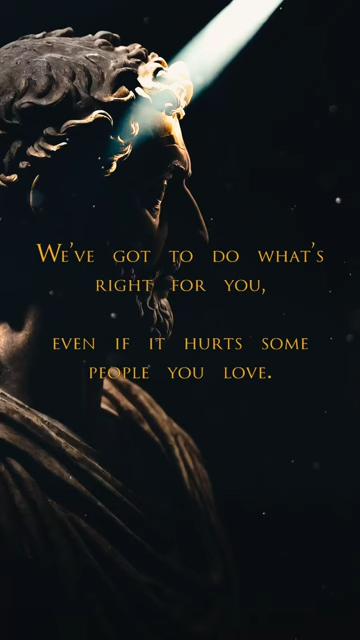 We've got to do what's
right for you,
even if it hurts some
people you love.